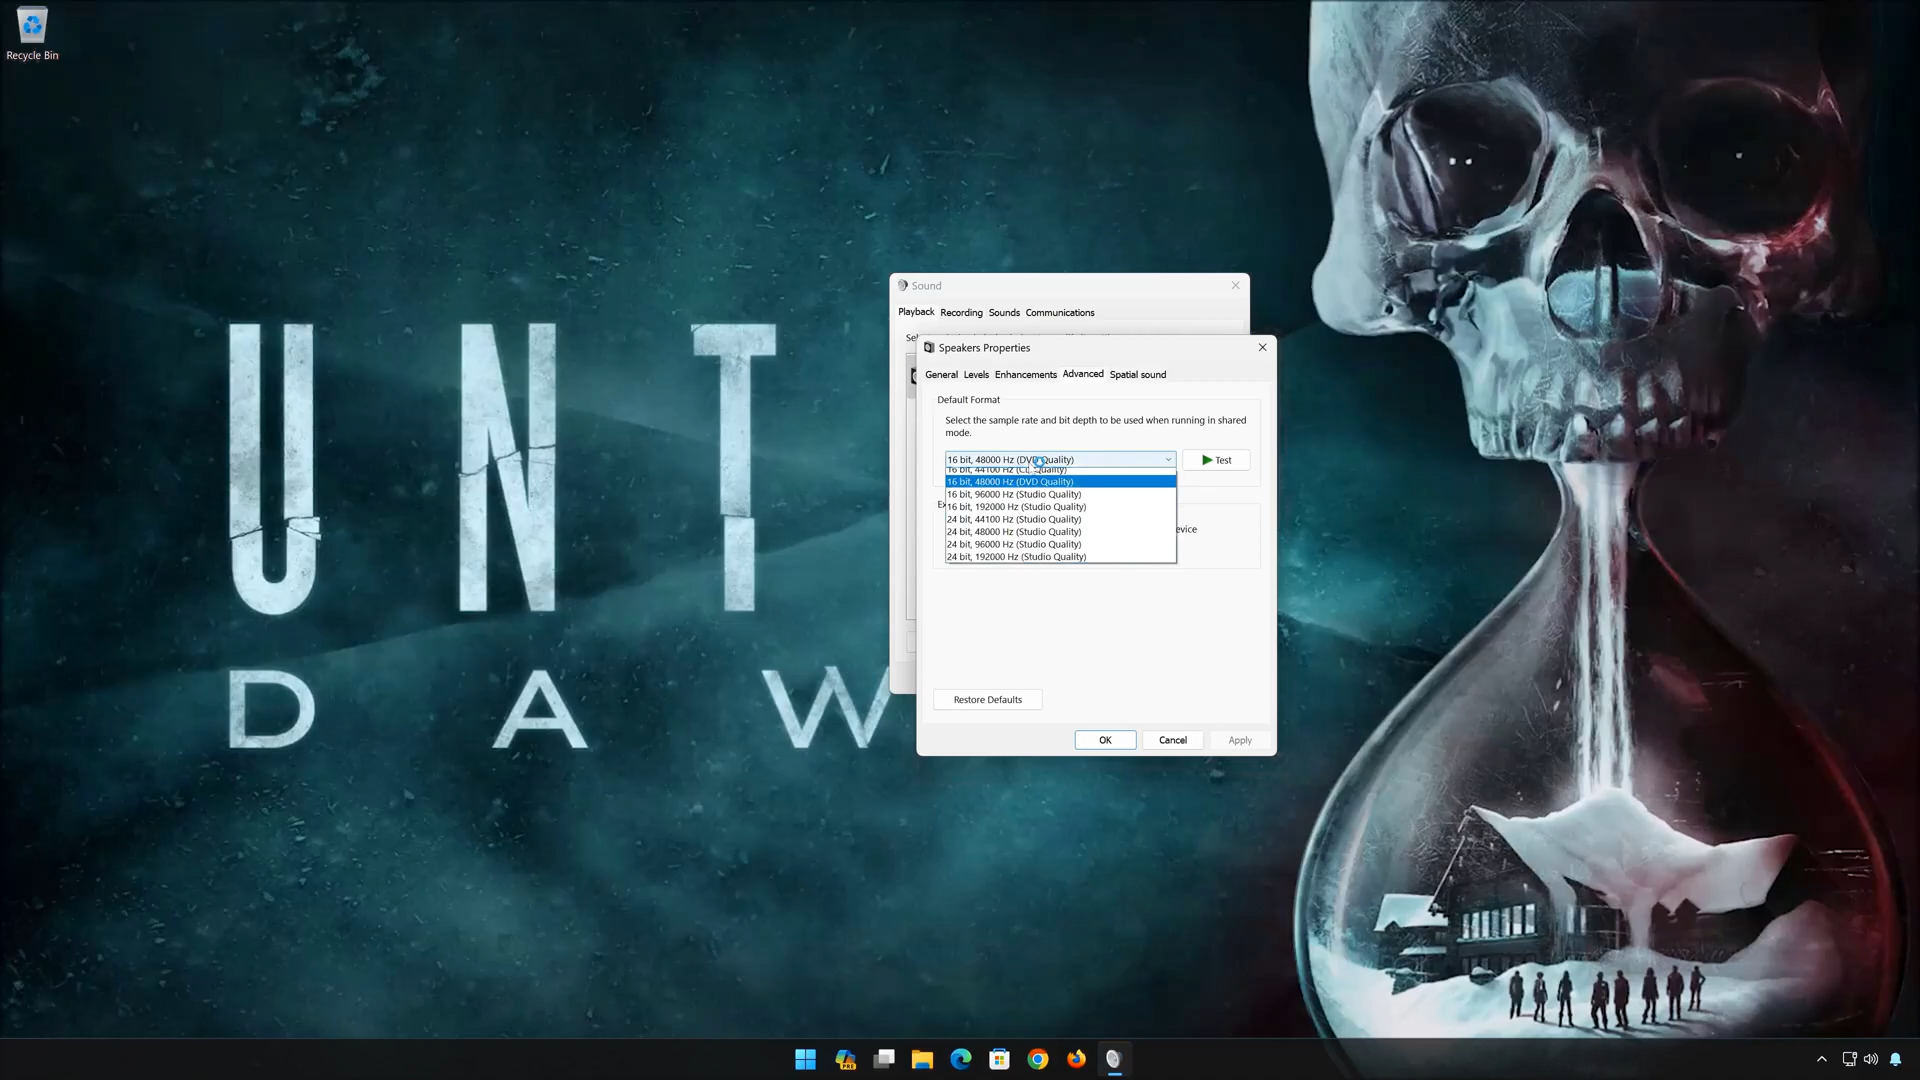 Recycle Bin
UNT
DAW
Sound
Playback Recording Sounds Communications
Speakers Properties
General Levels Enhancements Advanced Spatial sound
Default Format
Select the sample rate and bit depth to be used when running in shared
mode.
16 bit, 48000 Hz (DVD Quality)
Test
16 bit, 44100 Hz (CD Quality)
16 bit, 48000 Hz (DVD Quality)
16 bit, 96000 Hz (Studio Quality)
16 bit, 192000 Hz (Studio Quality)
24 bit, 44100 Hz (Studio Quality)
24 bit, 48000 Hz (Studio Quality)
24 bit, 96000 Hz (Studio Quality)
24 bit, 192000 Hz (Studio Quality)
Restore Defaults
OK
Cancel
Apply
PRE